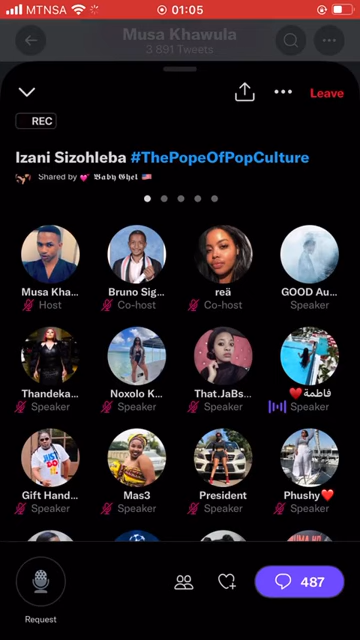 MTNSA 01:05
Musa Khawula
3 891 Tweets
Leave
REC
Izani Sizohleba #ThePopeOfPopCulture
Shared by 💕 𝕭𝖆𝖇𝖞 𝕲𝖍𝖊𝖑 🇺🇸
Musa Kha... Bruno Sig... reä GOOD Au...
Host Co-host Co-host Speaker
Thandeka... Noxolo K... That.JaBs... فاطمة❤️
Speaker Speaker Speaker Speaker
Gift Hand... Mas3 President Phushy❤️
Speaker Speaker Speaker Speaker
487
Request